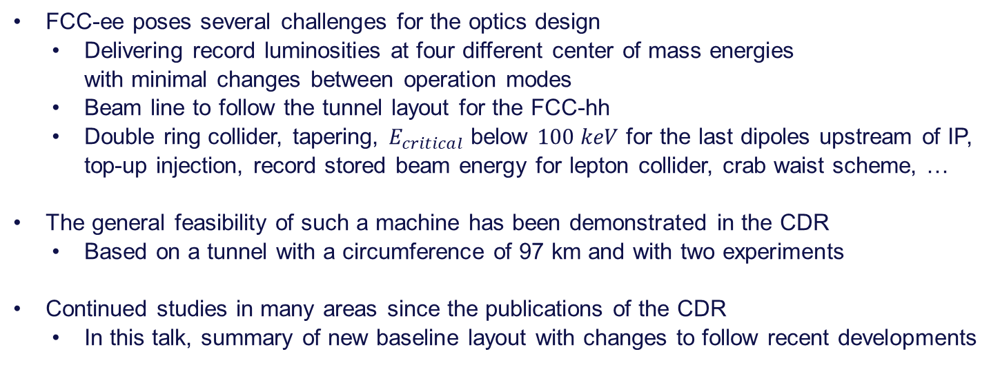 • FCC-ee poses several challenges for the optics design
• Delivering record luminosities at four different center of mass energies
with minimal changes between operation modes
• Beam line to follow the tunnel layout for the FCC-hh
• Double ring collider, tapering, E_critical below 100 keV for the last dipoles upstream of IP,
top-up injection, record stored beam energy for lepton collider, crab waist scheme, …
• The general feasibility of such a machine has been demonstrated in the CDR
• Based on a tunnel with a circumference of 97 km and with two experiments
• Continued studies in many areas since the publications of the CDR
• In this talk, summary of new baseline layout with changes to follow recent developments